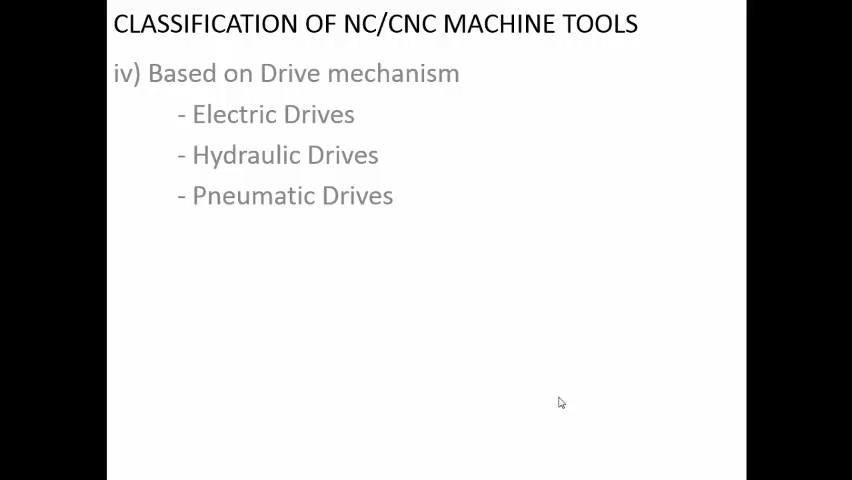 CLASSIFICATION OF NC/CNC MACHINE TOOLS
iv) Based on Drive mechanism
- Electric Drives
- Hydraulic Drives
- Pneumatic Drives